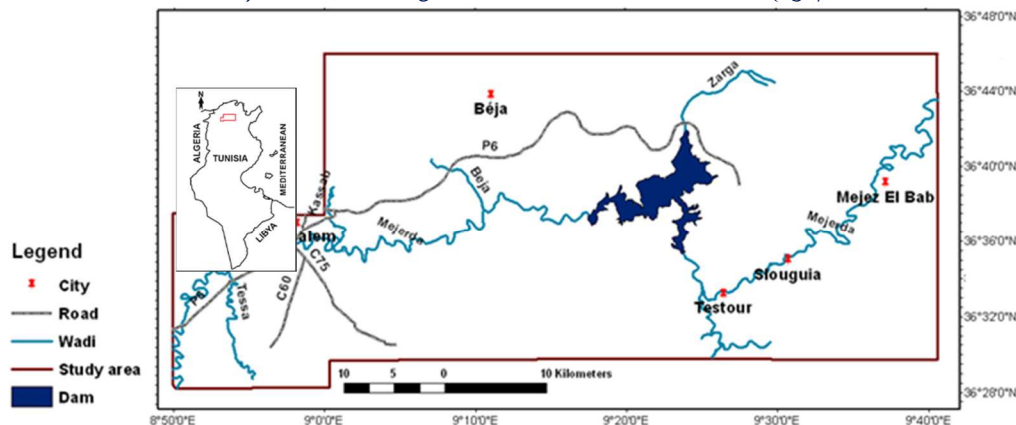 36°48'0"N
Zarga
36°44'0"N
Béja
N
ALGERIA
TUNISIA
MEDITERRANEAN
LIBYA
P6
36°40'0"N
Kassab
Beja
Mejez El Bab
Mejerda
Mejerda
36°36'0"N
alem
Legend
City
Road
Wadi
Study area
Dam
C75
C60
P6
Tessa
Slouguia
Testour
36°32'0"N
10 5 0 10 Kilometers
36°28'0"N
8°50'0"E 9°0'0"E 9°10'0"E 9°20'0"E 9°30'0"E 9°40'0"E